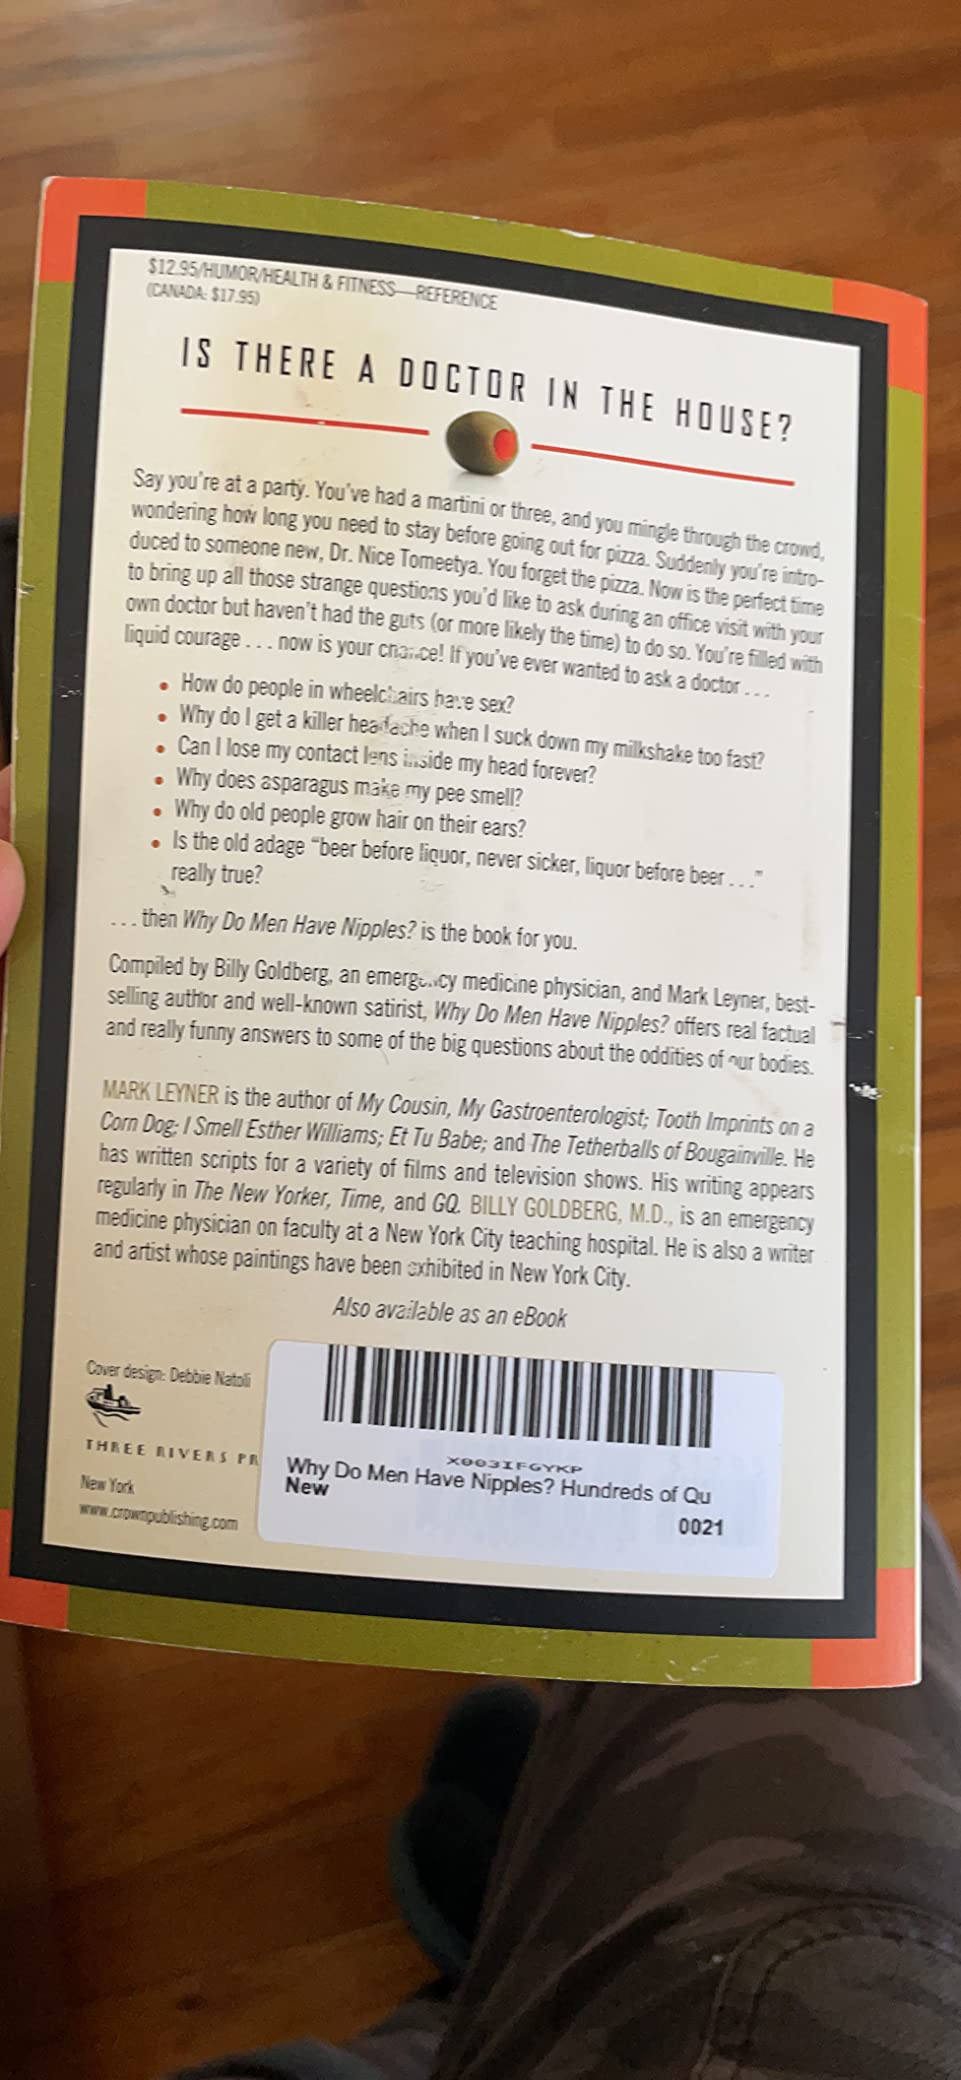 $12.95/HUMOR/HEALTH & FITNESS—REFERENCE
(CANADA: $17.95)
IS THERE A DOCTOR IN THE HOUSE?
Say you're at a party. You've had a martini or three, and you mingle through the crowd,
wondering how long you need to stay before going out for pizza. Suddenly you're intro-
duced to someone new, Dr. Nice Tomeetya. You forget the pizza. Now is the perfect time
to bring up all those strange questions you'd like to ask during an office visit with your
own doctor but haven't had the guts (or more likely the time) to do so. You're filled with
liquid courage . . . now is your chance! If you've ever wanted to ask a doctor . . .
• How do people in wheelchairs have sex?
• Why do I get a killer headache when I suck down my milkshake too fast?
• Can I lose my contact lens inside my head forever?
• Why does asparagus make my pee smell?
• Why do old people grow hair on their ears?
• Is the old adage “beer before liquor, never sicker, liquor before beer . . .”
really true?
. . . then Why Do Men Have Nipples? is the book for you.
Compiled by Billy Goldberg, an emergency medicine physician, and Mark Leyner, best-
selling author and well-known satirist, Why Do Men Have Nipples? offers real factual
and really funny answers to some of the big questions about the oddities of our bodies.
MARK LEYNER is the author of My Cousin, My Gastroenterologist; Tooth Imprints on a
Corn Dog; I Smell Esther Williams; Et Tu Babe; and The Tetherballs of Bougainville. He
has written scripts for a variety of films and television shows. His writing appears
regularly in The New Yorker, Time, and GQ. BILLY GOLDBERG, M.D., is an emergency
medicine physician on faculty at a New York City teaching hospital. He is also a writer
and artist whose paintings have been exhibited in New York City.
Also available as an eBook
Cover design: Debbie Natoli
THREE RIVERS PR
New York
www.crownpublishing.com
X003IFGYKP
Why Do Men Have Nipples? Hundreds of Qu
New
0021